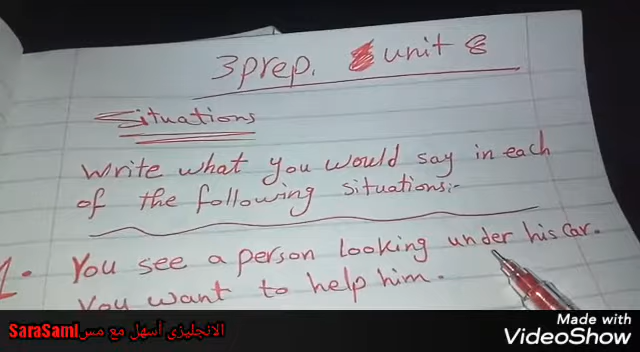 3prep. unit 8
Situations
Write what you would say in each
of the following situations:-
1. You see a person looking under his car.
You want to help him.
الانجليزى أسهل مع مسSaraSami
Made with
VideoShow